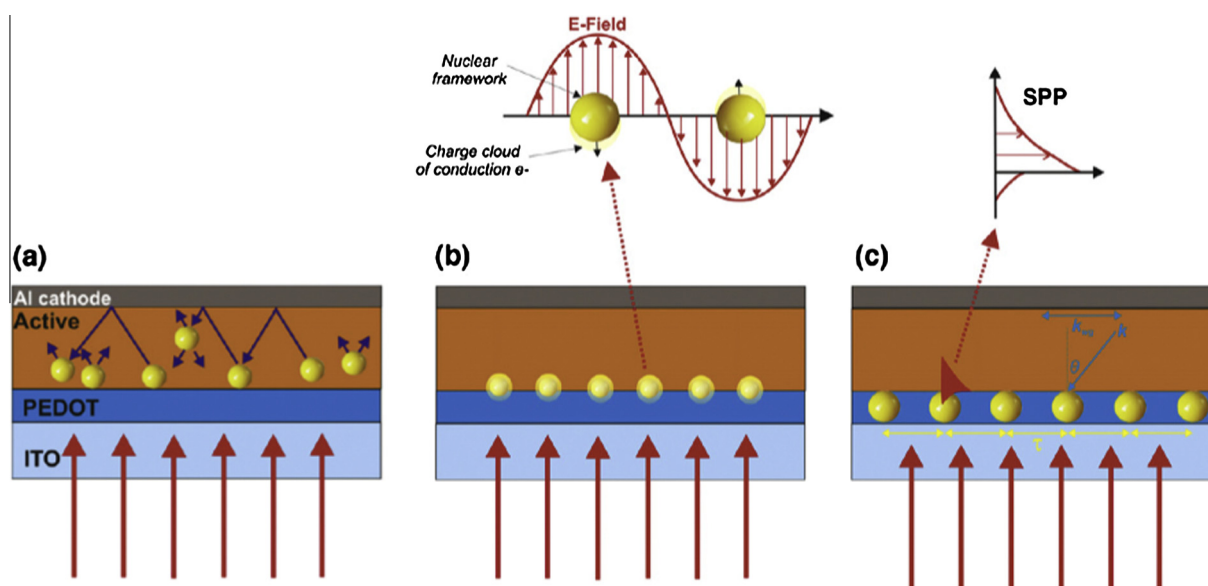 E-Field
Nuclear
framework
Charge cloud
of conduction e-
SPP
(a)
(b)
(c)
Al cathode
Active
PEDOT
ITO
k
θ
τ